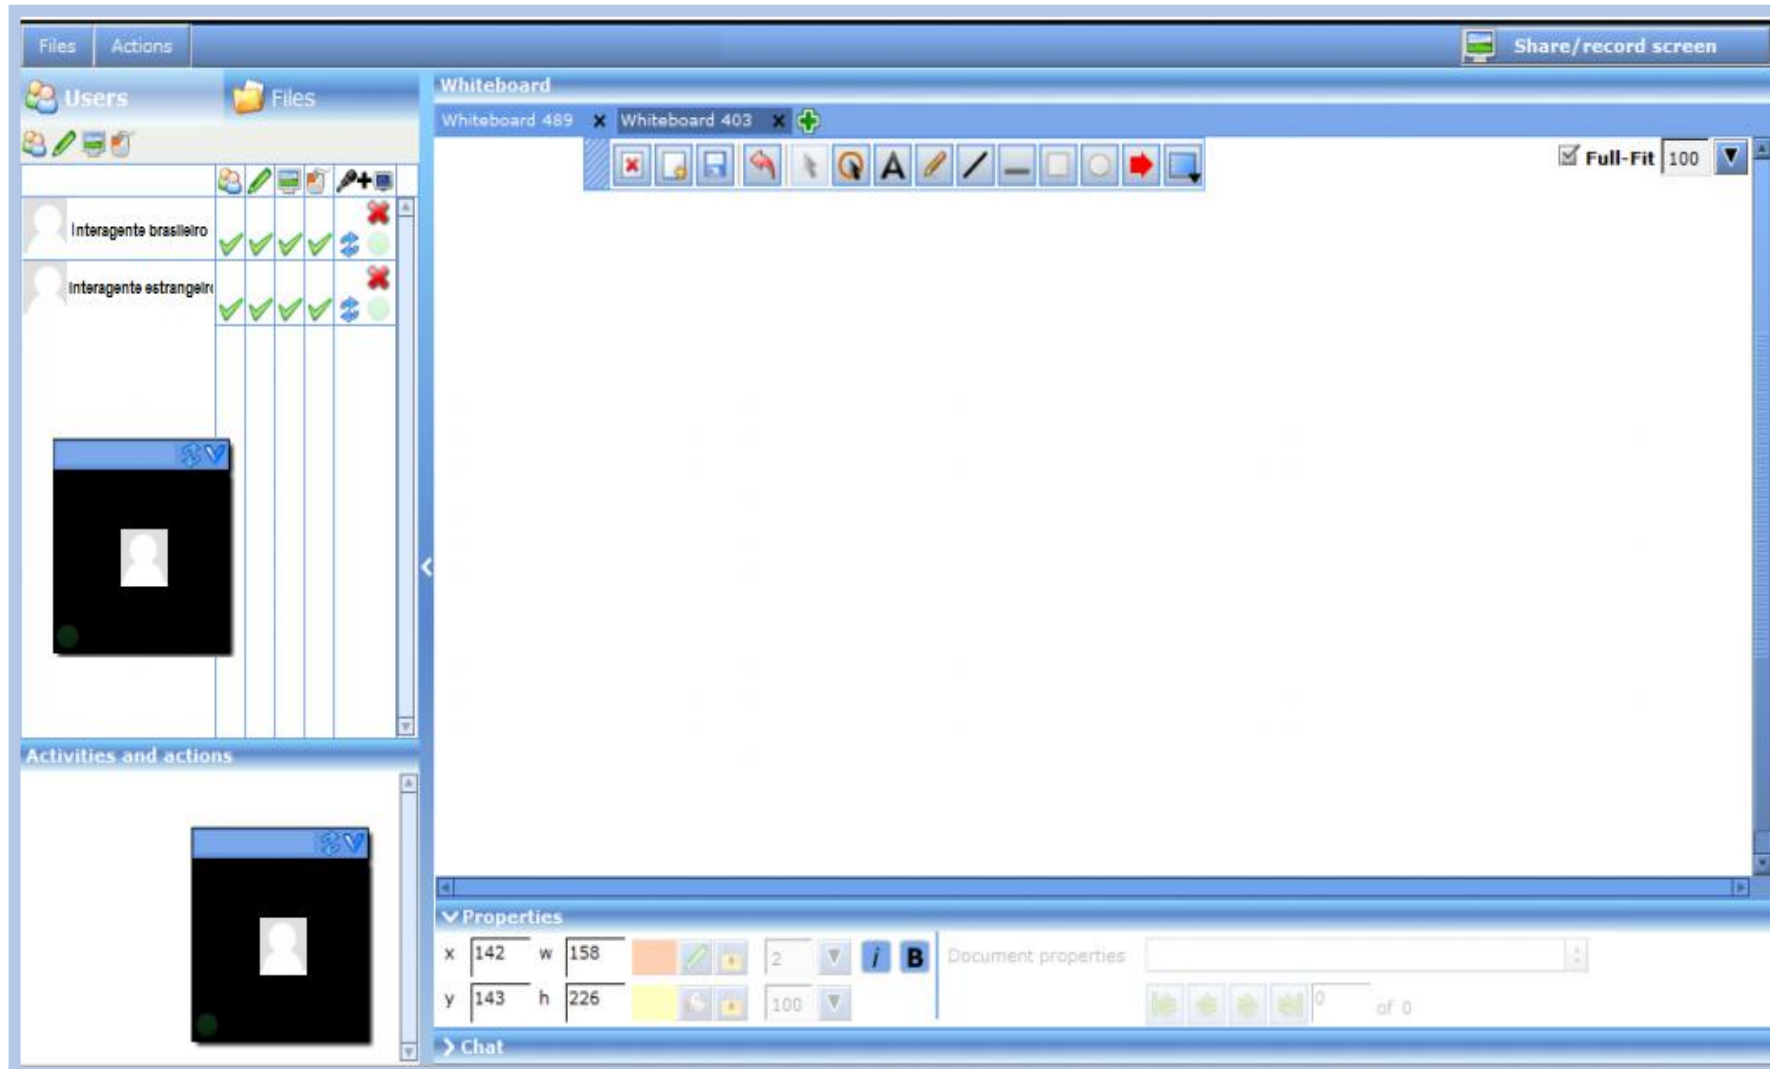 Files Actions Share/record screen
Users Files
Whiteboard
Whiteboard 489 Whiteboard 403
A
Full-Fit 100
Interagente brasileiro
Interagente estrangeiro
Activities and actions
Properties
x 142 w 158 2 i B Document properties
y 143 h 226 100 0 of 0
Chat